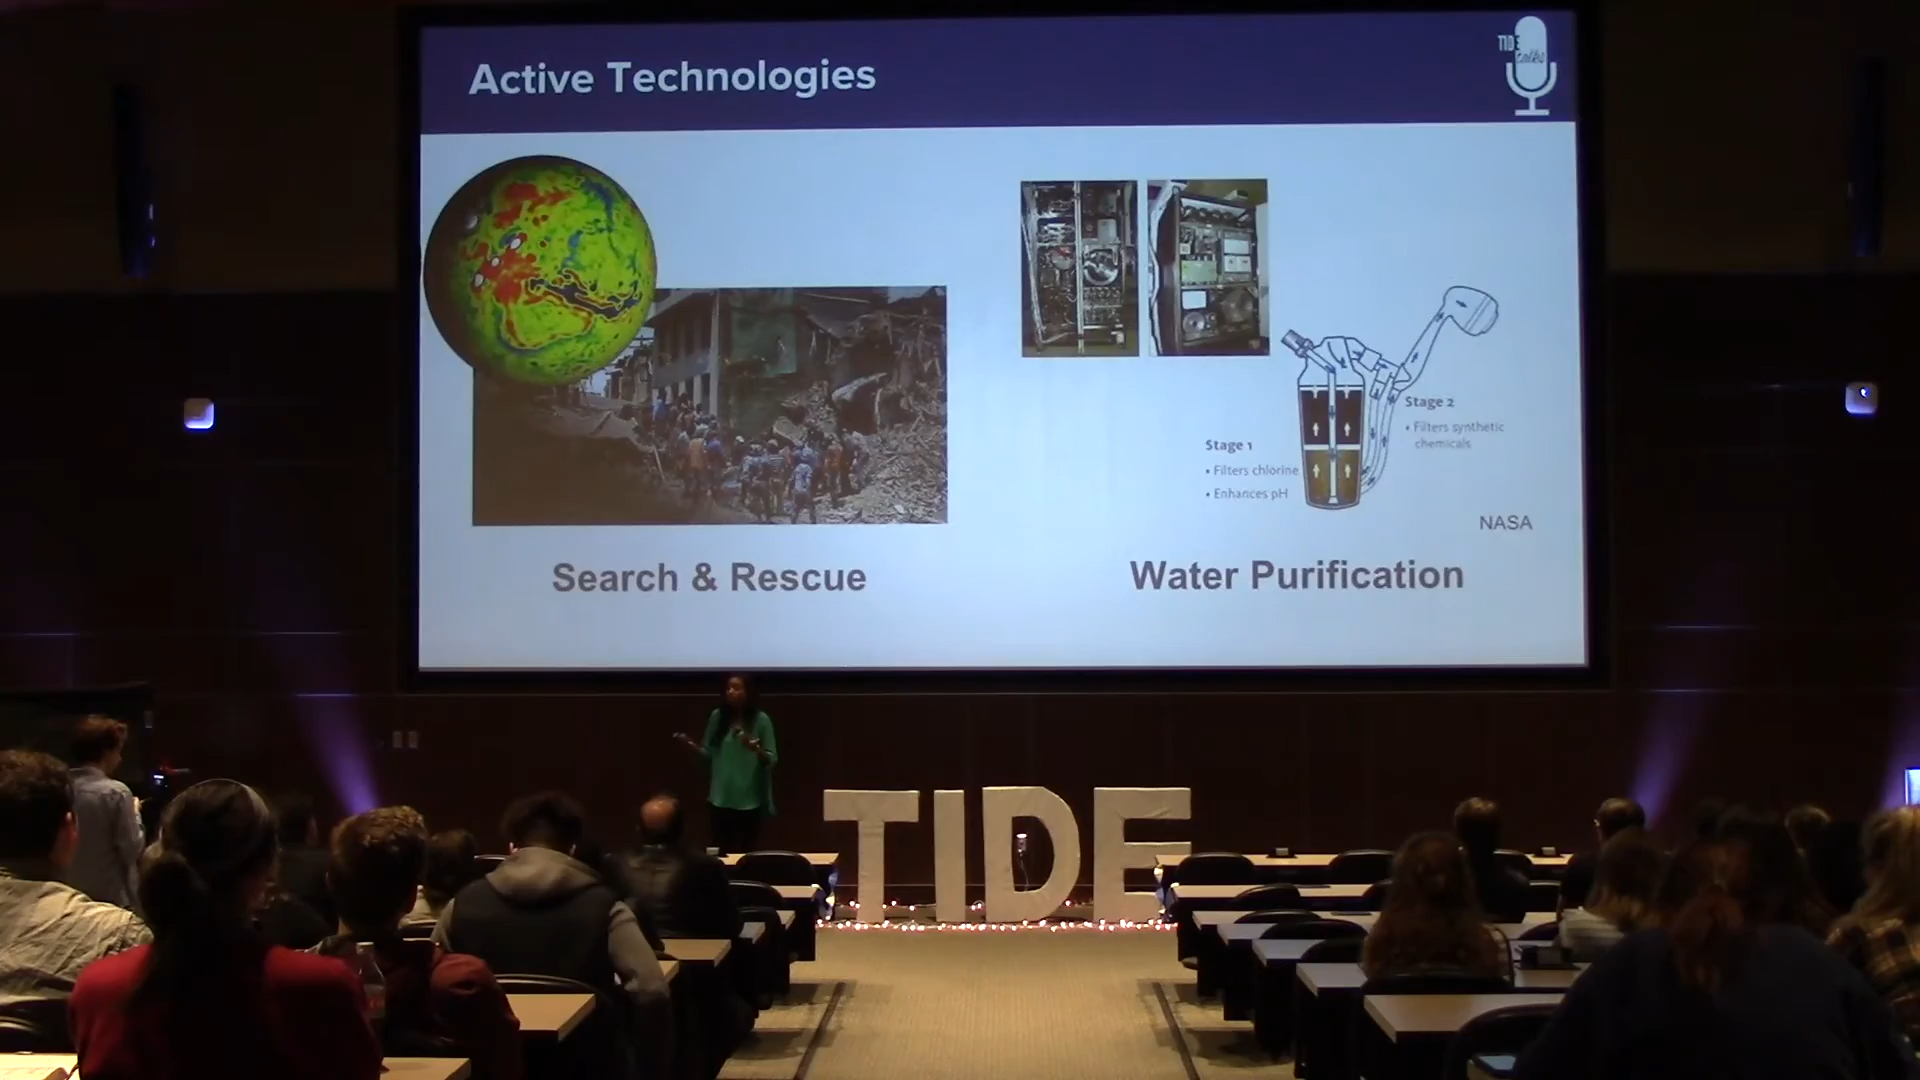 Active Technologies
TIDE
talks
Stage 1
• Filters chlorine
• Enhances pH
Stage 2
• Filters synthetic
chemicals
NASA
Search & Rescue
Water Purification
TIDE